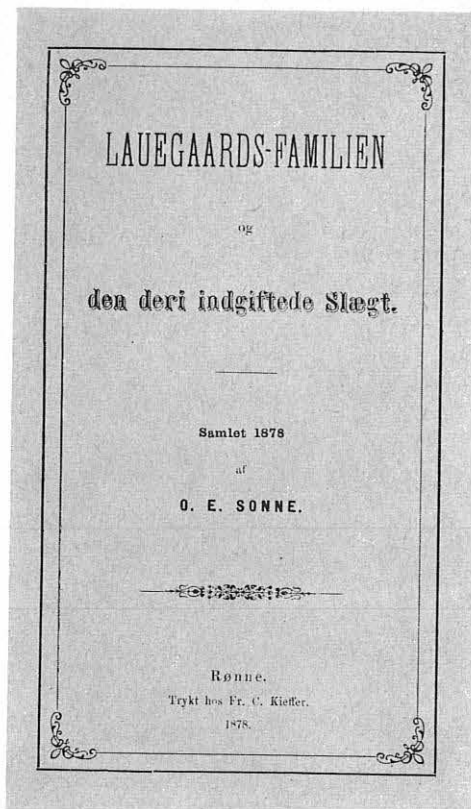 LAUEGAARDS-FAMILIEN
og
den deri indgiftede Slægt.
Samlet 1878
af
O. E. SONNE.
Rønne.
Trykt hos Fr. C. Kieffer.
1878.